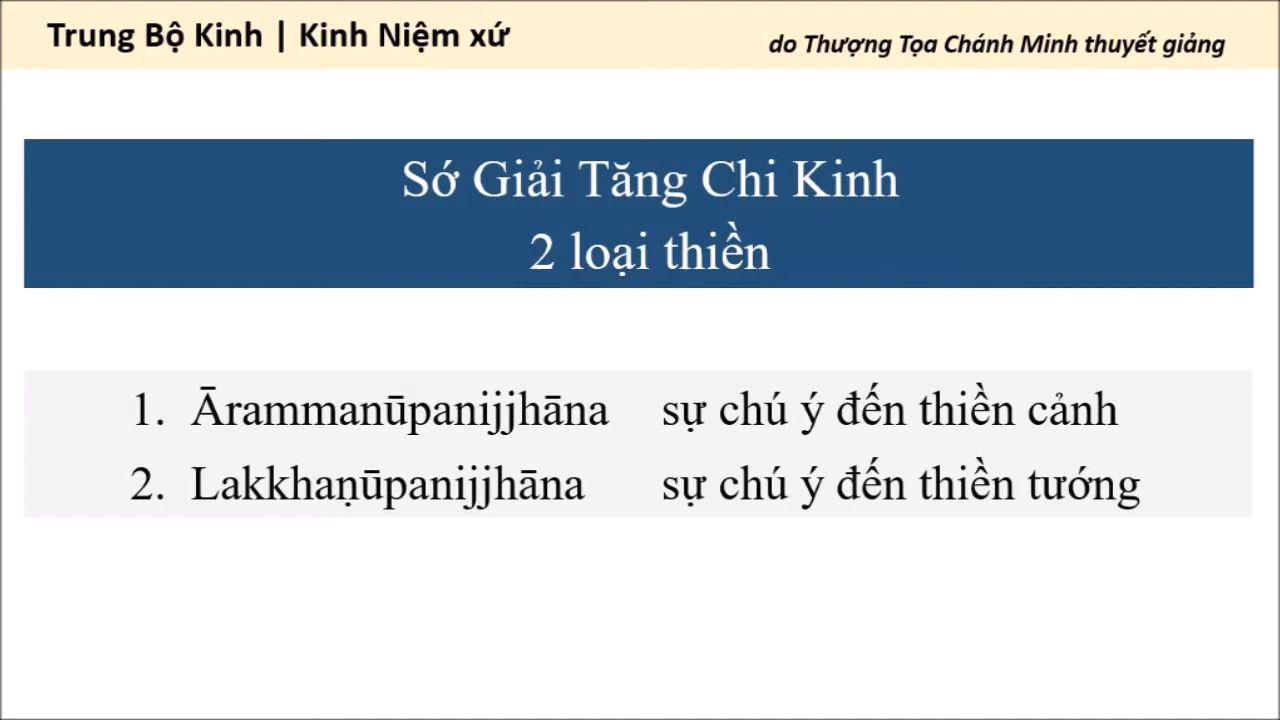 Trung Bộ Kinh | Kinh Niệm xứ
do Thượng Tọa Chánh Minh thuyết giảng
Sớ Giải Tăng Chi Kinh
2 loại thiền
1. Ārammanūpanijjhāna sự chú ý đến thiền cảnh
2. Lakkhaṇūpanijjhāna sự chú ý đến thiền tướng